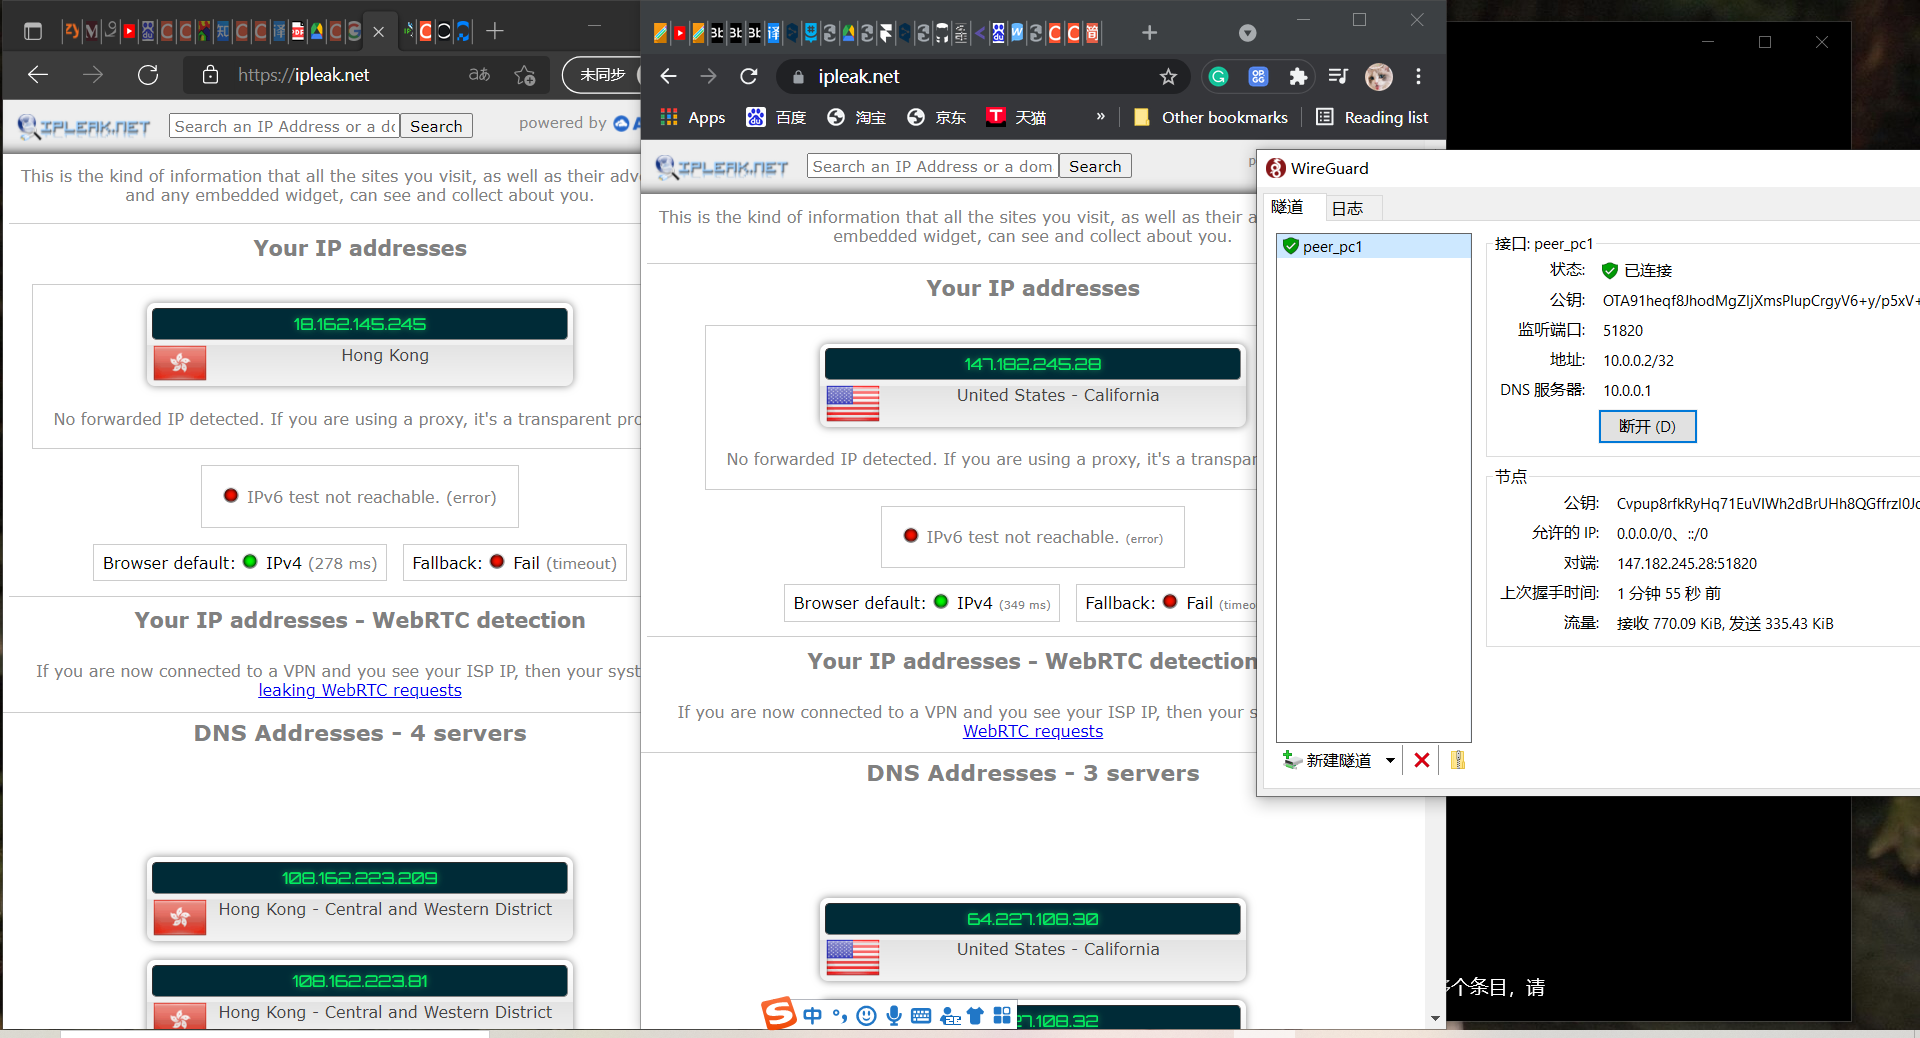 https://ipleak.net
aあ
未同步
IPLEAK.NET
Search an IP Address or a do
Search
powered by
This is the kind of information that all the sites you visit, as well as their adv
and any embedded widget, can see and collect about you.
Your IP addresses
18.162.145.245
Hong Kong
No forwarded IP detected. If you are using a proxy, it's a transparent pro
IPv6 test not reachable. (error)
Browser default: IPv4 (278 ms)
Fallback: Fail (timeout)
Your IP addresses - WebRTC detection
If you are now connected to a VPN and you see your ISP IP, then your syst
leaking WebRTC requests
DNS Addresses - 4 servers
108.162.223.209
Hong Kong - Central and Western District
108.162.223.81
Hong Kong - Central and Western District
ipleak.net
Apps
百度
淘宝
京东
天猫
»
Other bookmarks
Reading list
IPLEAK.NET
Search an IP Address or a dom
Search
This is the kind of information that all the sites you visit, as well as their a
embedded widget, can see and collect about you.
Your IP addresses
147.182.245.28
United States - California
No forwarded IP detected. If you are using a proxy, it's a transpar
IPv6 test not reachable. (error)
Browser default: IPv4 (349 ms)
Fallback: Fail (timeo
Your IP addresses - WebRTC detection
If you are now connected to a VPN and you see your ISP IP, then your s
WebRTC requests
DNS Addresses - 3 servers
64.227.108.30
United States - California
27.108.32
中
WireGuard
隧道
日志
peer_pc1
接口: peer_pc1
状态: 已连接
公钥: OTA91heqf8JhodMgZljXmsPIupCrgyV6+y/p5xV+
监听端口: 51820
地址: 10.0.0.2/32
DNS 服务器: 10.0.0.1
断开 (D)
节点
公钥: Cvpup8rfkRyHq71EuVIWh2dBrUHh8QGffrzI0Jc
允许的 IP: 0.0.0.0/0、::/0
对端: 147.182.245.28:51820
上次握手时间: 1 分钟 55 秒 前
流量: 接收 770.09 KiB, 发送 335.43 KiB
新建隧道
个条目，请